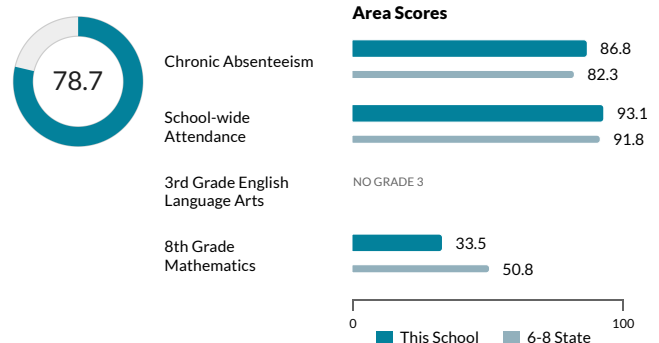 Area Scores
78.7
Chronic Absenteeism
86.8
82.3
School-wide
Attendance
93.1
91.8
3rd Grade English
Language Arts
NO GRADE 3
8th Grade
Mathematics
33.5
50.8
0
100
This School
6-8 State